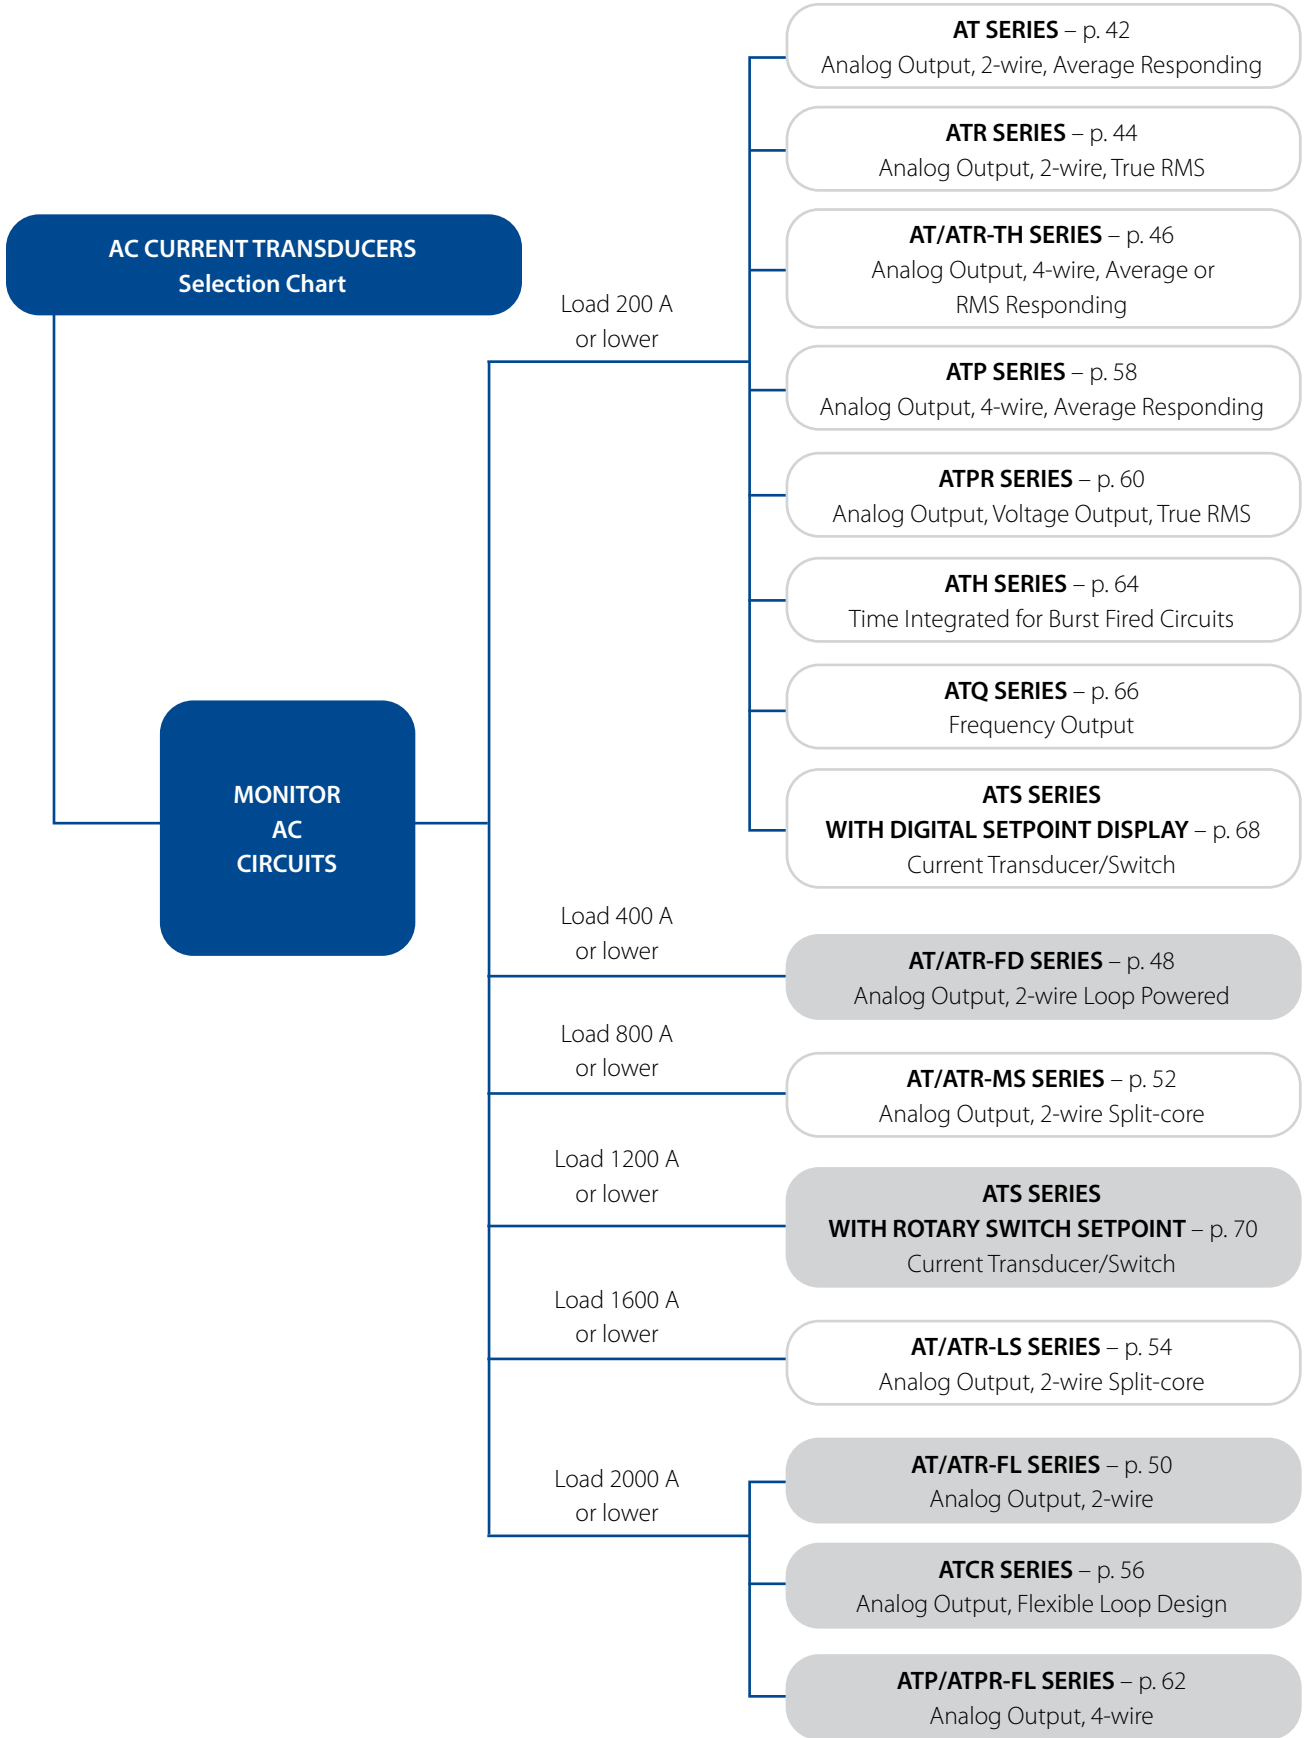 AC CURRENT TRANSDUCERS
Selection Chart
MONITOR
AC
CIRCUITS
Load 200 A
or lower
AT SERIES – p. 42
Analog Output, 2-wire, Average Responding
ATR SERIES – p. 44
Analog Output, 2-wire, True RMS
AT/ATR-TH SERIES – p. 46
Analog Output, 4-wire, Average or
RMS Responding
ATP SERIES – p. 58
Analog Output, 4-wire, Average Responding
ATPR SERIES – p. 60
Analog Output, Voltage Output, True RMS
ATH SERIES – p. 64
Time Integrated for Burst Fired Circuits
ATQ SERIES – p. 66
Frequency Output
ATS SERIES
WITH DIGITAL SETPOINT DISPLAY – p. 68
Current Transducer/Switch
Load 400 A
or lower
AT/ATR-FD SERIES – p. 48
Analog Output, 2-wire Loop Powered
Load 800 A
or lower
AT/ATR-MS SERIES – p. 52
Analog Output, 2-wire Split-core
Load 1200 A
or lower
ATS SERIES
WITH ROTARY SWITCH SETPOINT – p. 70
Current Transducer/Switch
Load 1600 A
or lower
AT/ATR-LS SERIES – p. 54
Analog Output, 2-wire Split-core
Load 2000 A
or lower
AT/ATR-FL SERIES – p. 50
Analog Output, 2-wire
ATCR SERIES – p. 56
Analog Output, Flexible Loop Design
ATP/ATPR-FL SERIES – p. 62
Analog Output, 4-wire